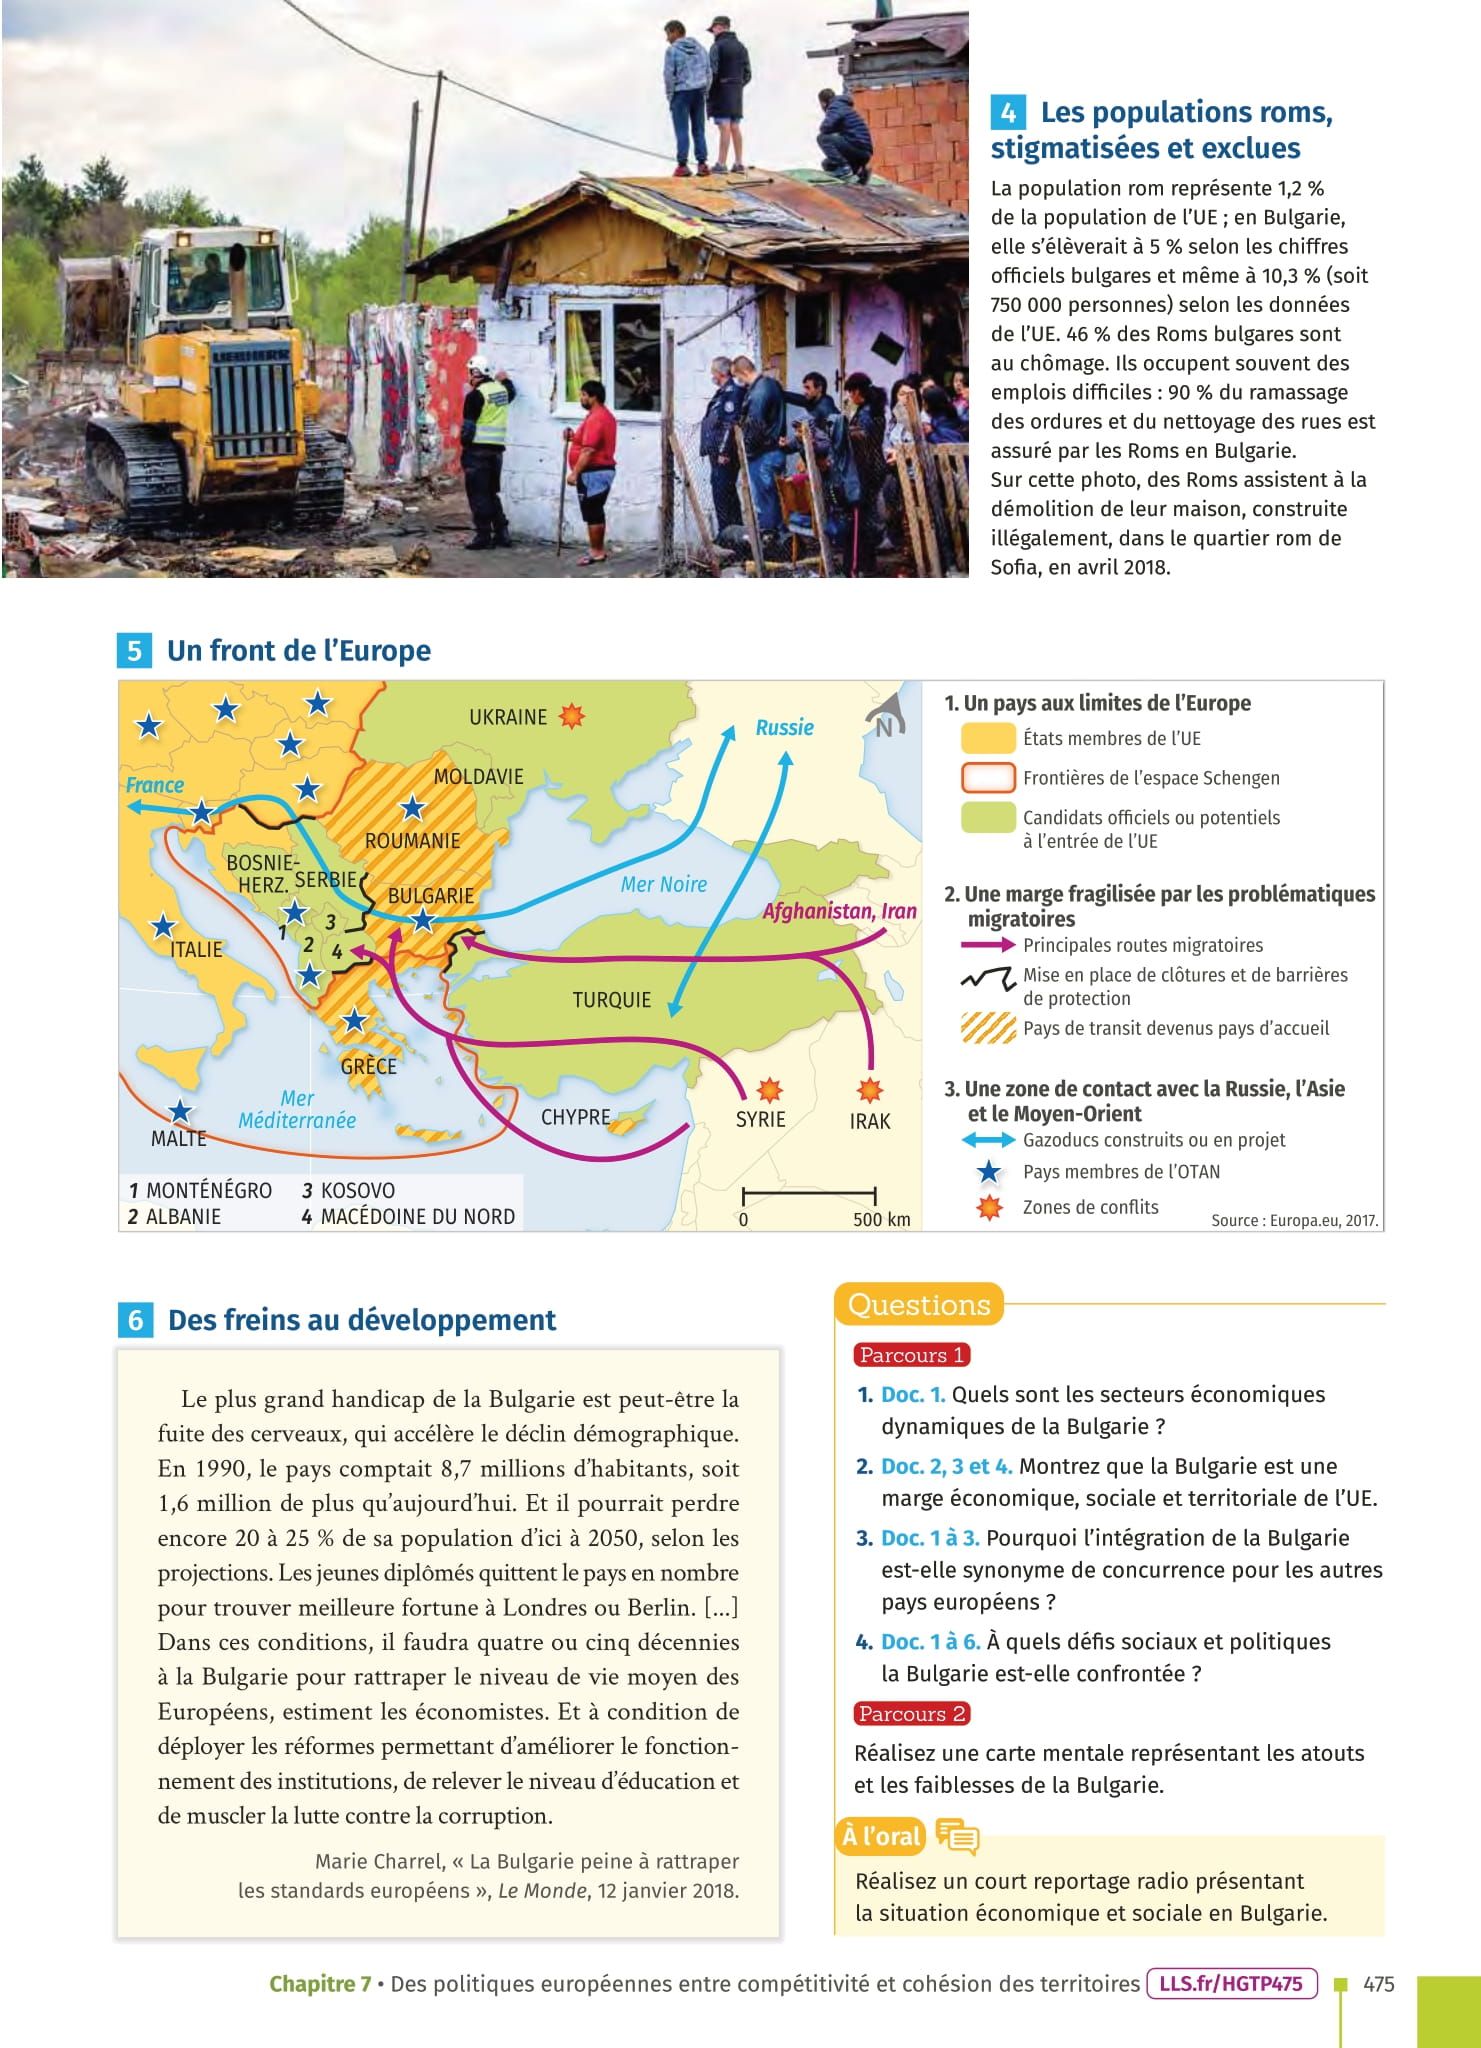 4 Les populations roms,
stigmatisées et exclues
La population rom représente 1,2 %
de la population de l'UE ; en Bulgarie,
elle s'élèverait à 5 % selon les chiffres
officiels bulgares et même à 10,3 % (soit
750 000 personnes) selon les données
de l'UE. 46 % des Roms bulgares sont
au chômage. Ils occupent souvent des
emplois difficiles : 90 % du ramassage
des ordures et du nettoyage des rues est
assuré par les Roms en Bulgarie.
Sur cette photo, des Roms assistent à la
démolition de leur maison, construite
illégalement, dans le quartier rom de
Sofia, en avril 2018.
LIEBHERR
5 Un front de l'Europe
UKRAINE
Russie
N
MOLDAVIE
France
ROUMANIE
BOSNIE-
HERZ.
SERBIE
BULGARIE
Mer Noire
Afghanistan, Iran
1
2
3
4
ITALIE
TURQUIE
GRÈCE
Mer
Méditerranée
CHYPRE
SYRIE
IRAK
MALTE
1 MONTÉNÉGRO 3 KOSOVO
2 ALBANIE 4 MACÉDOINE DU NORD
0 500 km
1. Un pays aux limites de l'Europe
États membres de l'UE
Frontières de l'espace Schengen
Candidats officiels ou potentiels
à l'entrée de l'UE
2. Une marge fragilisée par les problématiques
migratoires
Principales routes migratoires
Mise en place de clôtures et de barrières
de protection
Pays de transit devenus pays d'accueil
3. Une zone de contact avec la Russie, l'Asie
et le Moyen-Orient
Gazoducs construits ou en projet
Pays membres de l'OTAN
Zones de conflits
Source : Europa.eu, 2017.
6 Des freins au développement
Le plus grand handicap de la Bulgarie est peut-être la
fuite des cerveaux, qui accélère le déclin démographique.
En 1990, le pays comptait 8,7 millions d'habitants, soit
1,6 million de plus qu'aujourd'hui. Et il pourrait perdre
encore 20 à 25 % de sa population d'ici à 2050, selon les
projections. Les jeunes diplômés quittent le pays en nombre
pour trouver meilleure fortune à Londres ou Berlin. [...]
Dans ces conditions, il faudra quatre ou cinq décennies
à la Bulgarie pour rattraper le niveau de vie moyen des
Européens, estiment les économistes. Et à condition de
déployer les réformes permettant d'améliorer le fonction-
nement des institutions, de relever le niveau d'éducation et
de muscler la lutte contre la corruption.
Marie Charrel, « La Bulgarie peine à rattraper
les standards européens », Le Monde, 12 janvier 2018.
Questions
Parcours 1
1. Doc. 1. Quels sont les secteurs économiques
dynamiques de la Bulgarie ?
2. Doc. 2, 3 et 4. Montrez que la Bulgarie est une
marge économique, sociale et territoriale de l'UE.
3. Doc. 1 à 3. Pourquoi l'intégration de la Bulgarie
est-elle synonyme de concurrence pour les autres
pays européens ?
4. Doc. 1 à 6. À quels défis sociaux et politiques
la Bulgarie est-elle confrontée ?
Parcours 2
Réalisez une carte mentale représentant les atouts
et les faiblesses de la Bulgarie.
À l'oral
Réalisez un court reportage radio présentant
la situation économique et sociale en Bulgarie.
Chapitre 7 • Des politiques européennes entre compétitivité et cohésion des territoires LLS.fr/HGTP475 475